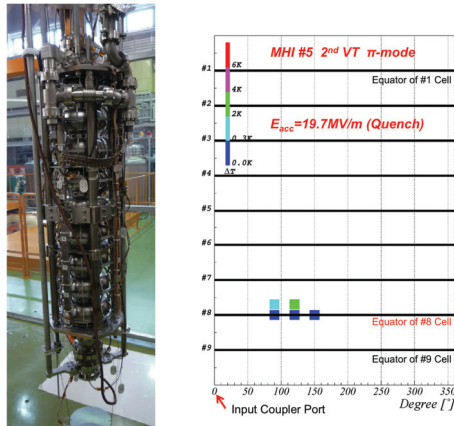 MHI #5 2nd VT π-mode
#1
6K
Equator of #1 Cell
4K
#2
2K
E_acc=19.7MV/m (Quench)
#3
0.3K
0.0K
#4
ΔT
#5
#6
#7
#8
Equator of #8 Cell
#9
Equator of #9 Cell
0 50 100 150 200 250 300 350
Degree [°]
Input Coupler Port